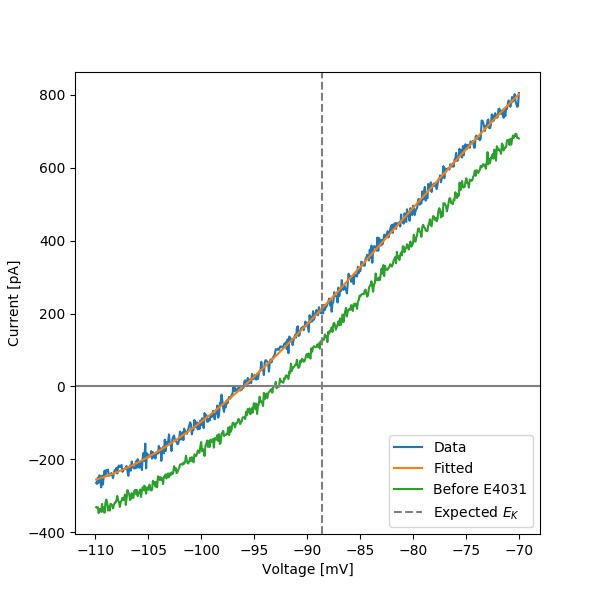 800
600
400
200
0
−200
−400
Current [pA]
−110
−105
−100
−95
−90
−85
−80
−75
−70
Voltage [mV]
Data
Fitted
Before E4031
Expected E_K